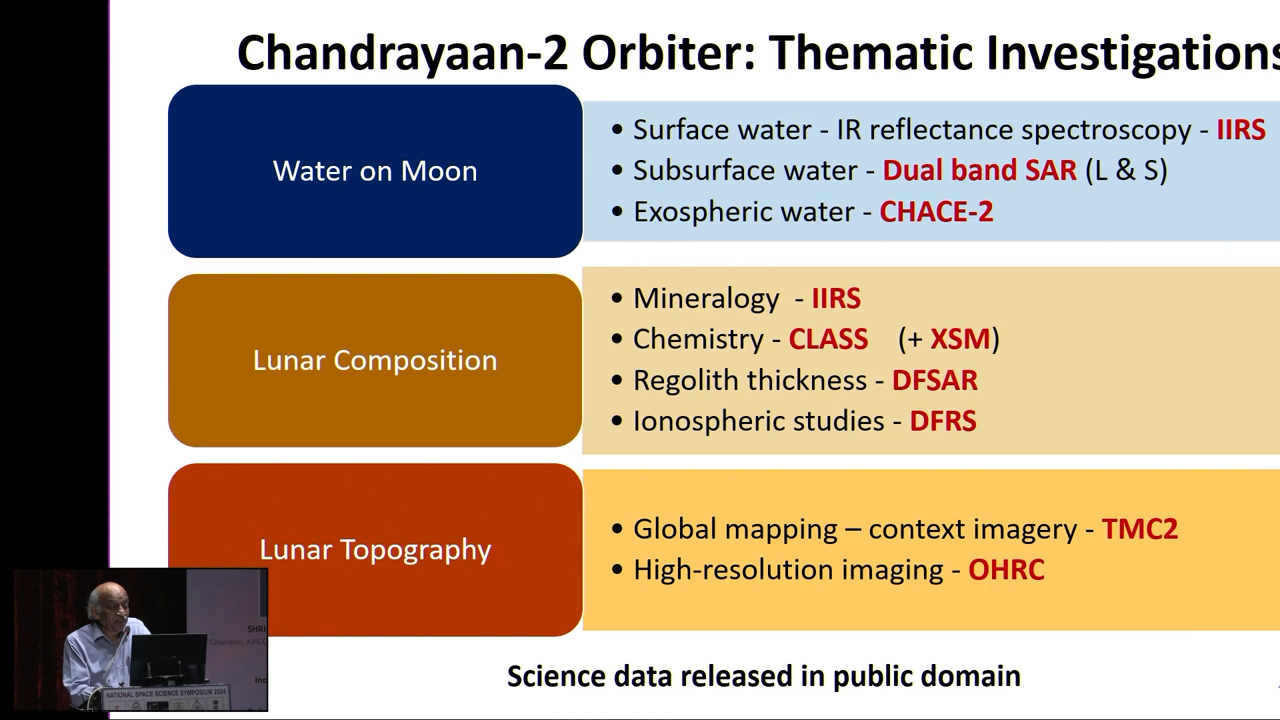 Chandrayaan-2 Orbiter: Thematic Investigations
Water on Moon
• Surface water - IR reflectance spectroscopy - IIRS
• Subsurface water - Dual band SAR (L & S)
• Exospheric water - CHACE-2
Lunar Composition
• Mineralogy - IIRS
• Chemistry - CLASS (+ XSM)
• Regolith thickness - DFSAR
• Ionospheric studies - DFRS
Lunar Topography
• Global mapping – context imagery - TMC2
• High-resolution imaging - OHRC
Science data released in public domain
SHRI
Chairman, APEX
NATIONAL SPACE SCIENCE SYMPOSIUM 2024